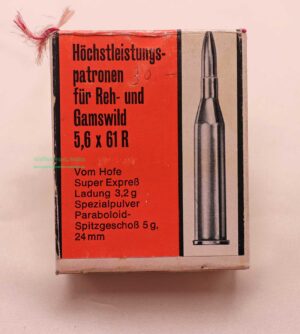 Höchstleistungs-
patronen
für Reh- und
Gamswild
5,6 x 61 R
Vom Hofe
Super Expreß
Ladung 3,2 g
Spezialpulver
Paraboloid-
Spitzgeschoß 5 g,
24 mm